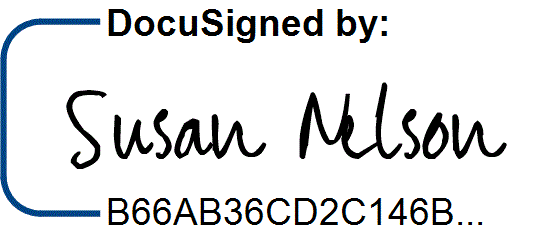 DocuSigned by:
Susan Nelson
B66AB36CD2C146B...